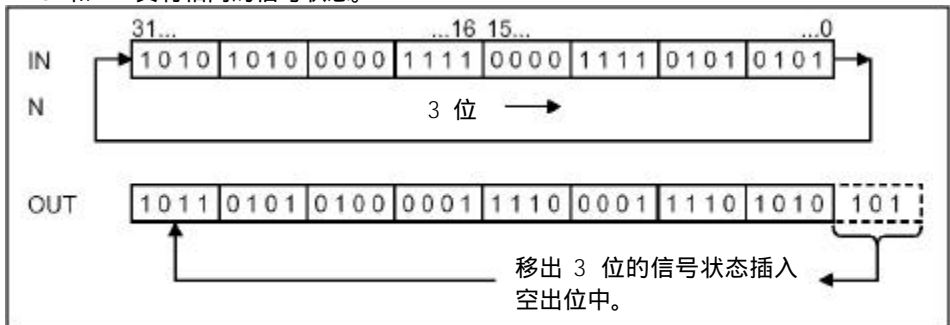 31... ...16 15... ...0
IN 1010 1010 0000 1111 0000 1111 0101 0101
N 3 位
OUT 1011 0101 0100 0001 1110 0001 1110 1010 101
移出 3 位的信号状态插入
空出位中。